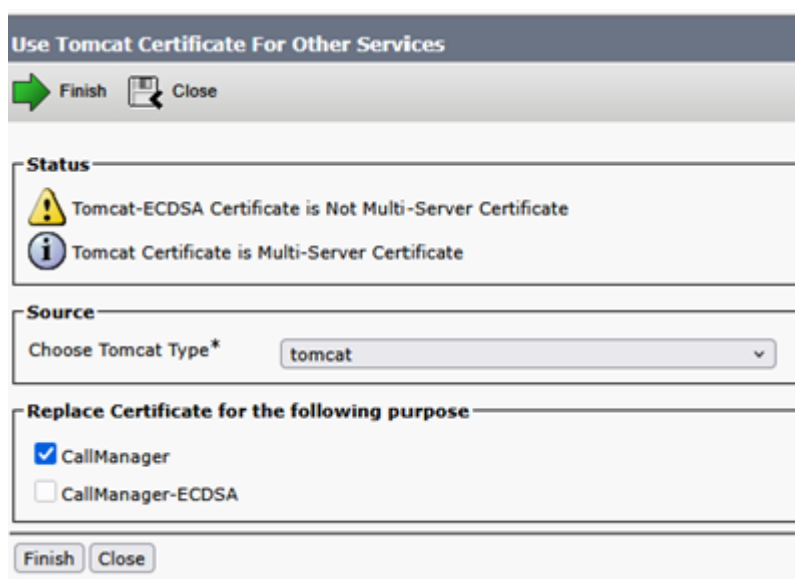 Use Tomcat Certificate For Other Services
Finish Close
Status
Tomcat-ECDSA Certificate is Not Multi-Server Certificate
Tomcat Certificate is Multi-Server Certificate
Source
Choose Tomcat Type* tomcat
Replace Certificate for the following purpose
CallManager
CallManager-ECDSA
Finish Close